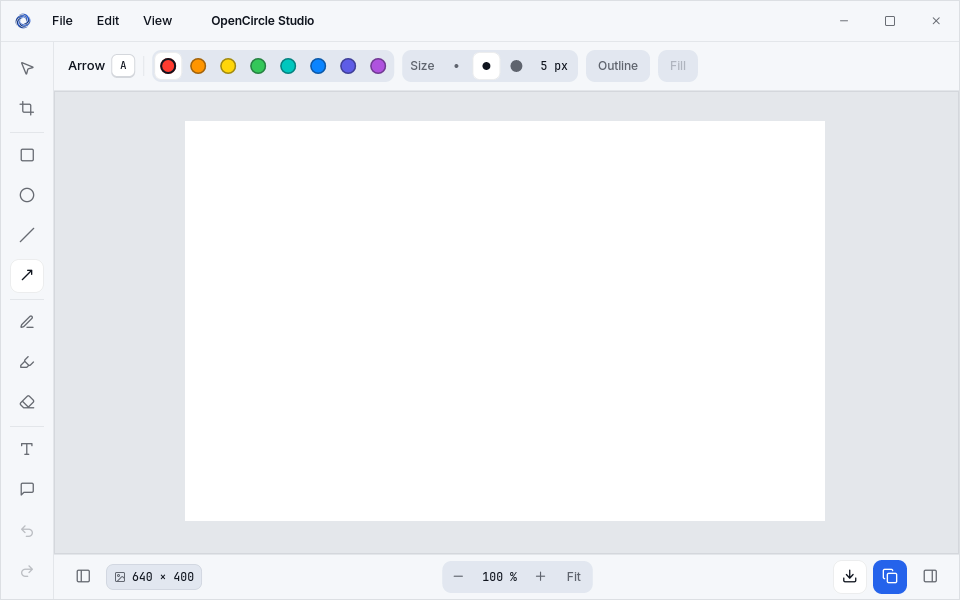 File Edit View OpenCircle Studio
Arrow A Size 5 px Outline Fill
640 × 400 100 % Fit